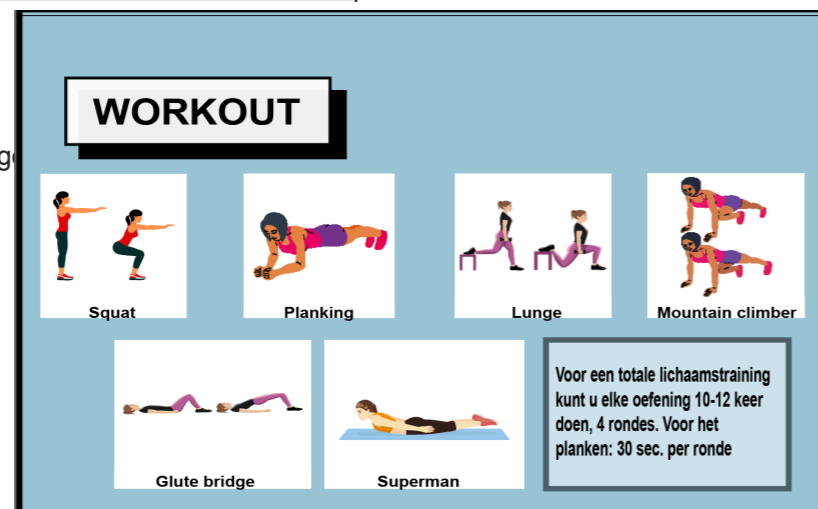 WORKOUT
Squat
Planking
Lunge
Mountain climber
Glute bridge
Superman
Voor een totale lichaamstraining
kunt u elke oefening 10-12 keer
doen, 4 rondes. Voor het
planken: 30 sec. per ronde